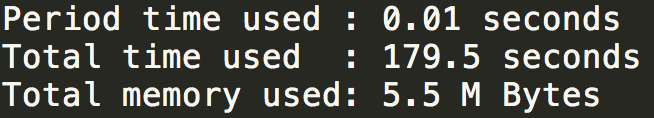 Period time used : 0.01 seconds
Total time used  : 179.5 seconds
Total memory used: 5.5 M Bytes